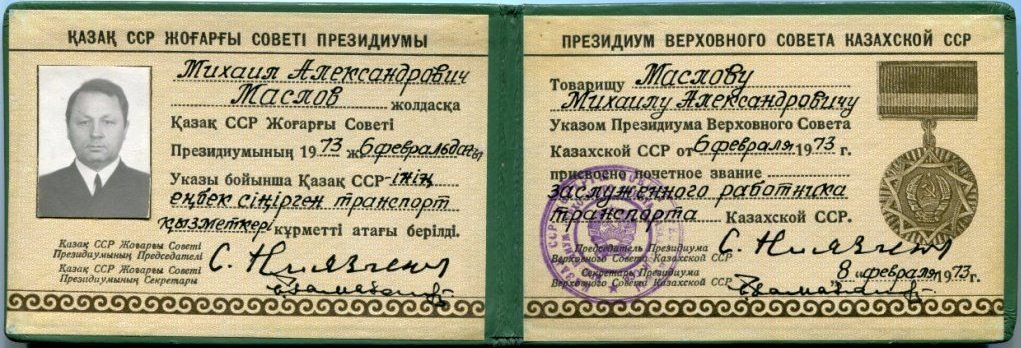 ҚАЗАҚ ССР ЖОҒАРҒЫ СОВЕТІ ПРЕЗИДИУМЫ
Михаил Александрович
Маслов жолдасқа
Қазақ ССР Жоғарғы Советі
Президиумының 1973 ж. 6 февральдағы
Указы бойынша Қазақ ССР-інің
еңбек сіңірген транспорт
қызметкері құрметті атағы берілді.
Қазақ ССР Жоғарғы Советі
Президиумының Председателі
Қазақ ССР Жоғарғы Советі
Президиумының Секретары
ПРЕЗИДИУМ ВЕРХОВНОГО СОВЕТА КАЗАХСКОЙ ССР
Товарищу Маслову
Михаилу Александровичу
Указом Президиума Верховного Совета
Казахской ССР от 6 февраля 1973 г.
присвоено почетное звание
заслуженного работника
транспорта Казахской ССР.
Председатель Президиума
Верховного Совета Казахской ССР
Секретарь Президиума
Верховного Совета Казахской ССР
8 февраля 1973 г.